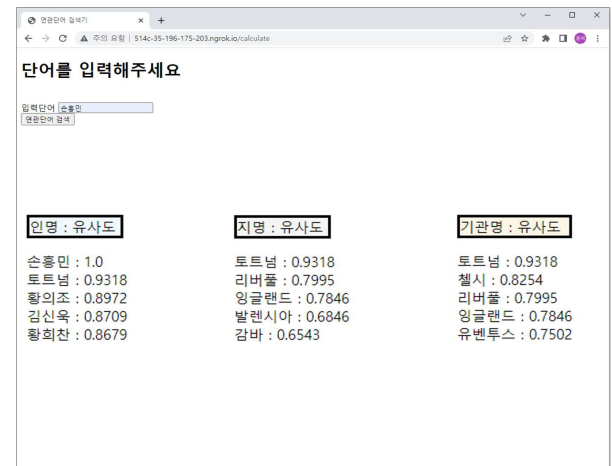 연관단어 검색기
주의 요함 | 514c-35-196-175-203.ngrok.io/calculate
단어를 입력해주세요
입력단어 손흥민
연관단어 검색
인명 : 유사도
손흥민 : 1.0
토트넘 : 0.9318
황의조 : 0.8972
김신욱 : 0.8709
황희찬 : 0.8679
지명 : 유사도
토트넘 : 0.9318
리버풀 : 0.7995
잉글랜드 : 0.7846
발렌시아 : 0.6846
감바 : 0.6543
기관명 : 유사도
토트넘 : 0.9318
첼시 : 0.8254
리버풀 : 0.7995
잉글랜드 : 0.7846
유벤투스 : 0.7502